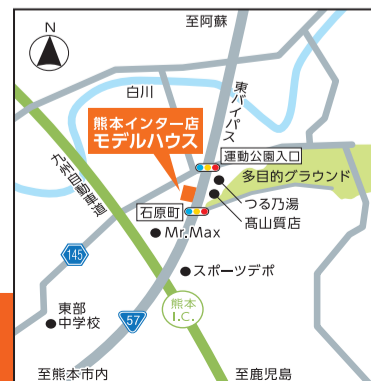 至阿蘇
N
白川
東バイパス
熊本インター店
モデルハウス
運動公園入口
多目的グラウンド
九州自動車道
つる乃湯
石原町
髙山質店
Mr.Max
145
スポーツデポ
熊本
I.C.
東部
中学校
57
至熊本市内
至鹿児島